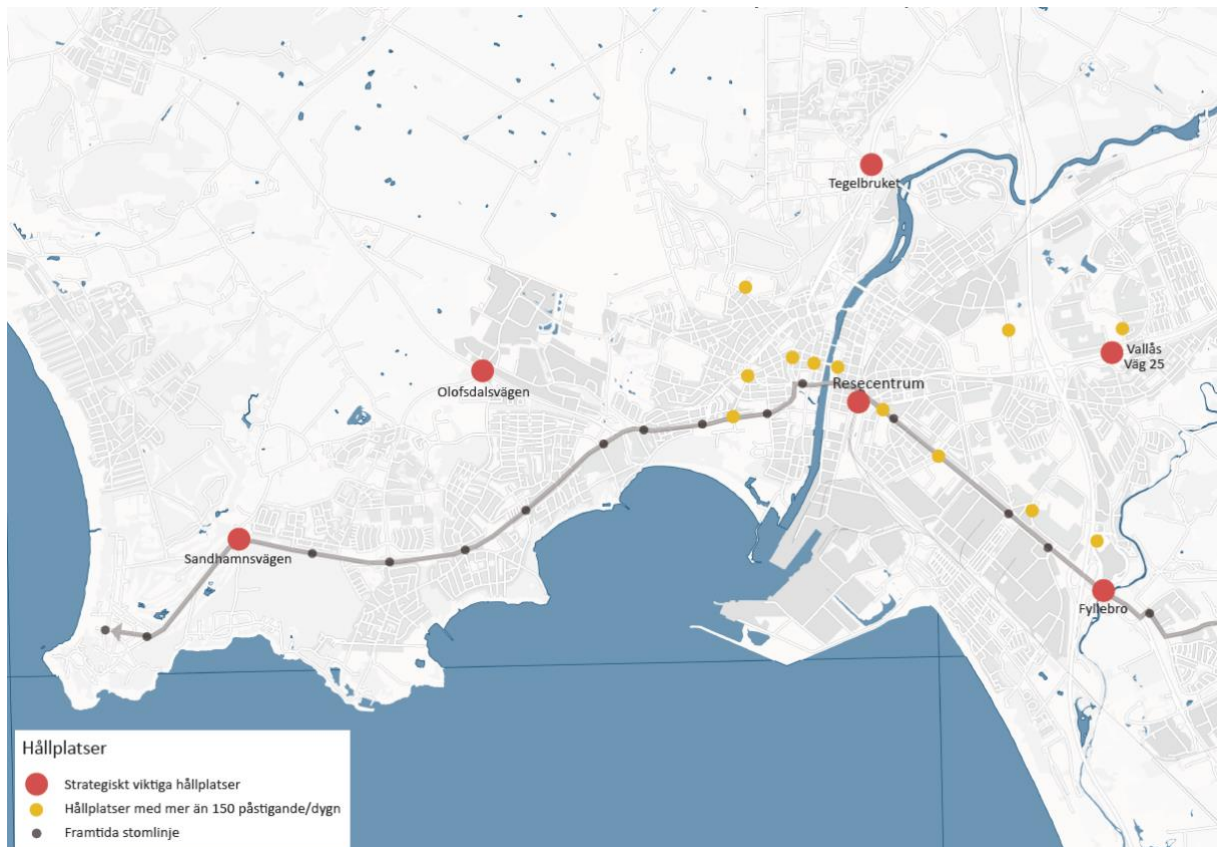 Tegelbruket
Vallås
Väg 25
Olofsdalsvägen
Resecentrum
Sandhamnsvägen
Fyllebro
Hållplatser
Strategiskt viktiga hållplatser
Hållplatser med mer än 150 påstigande/dygn
Framtida stomlinje